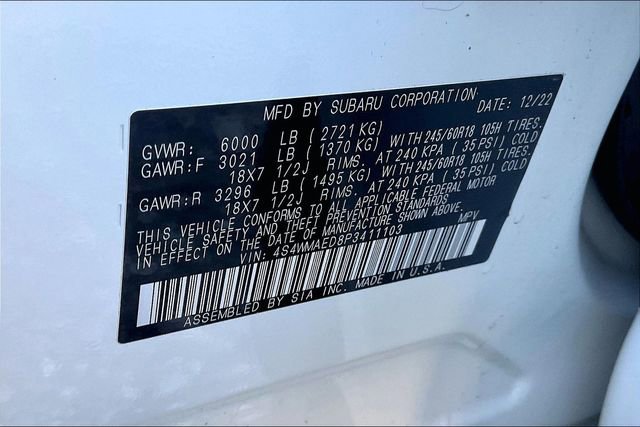 MFD BY SUBARU CORPORATION DATE: 12/22
GVWR: 6000 LB ( 2721 KG)
GAWR:F 3021 LB ( 1370 KG) WITH 245/60R18 105H TIRES.
18X7 1/2J RIMS. AT 240 KPA ( 35 PSI) COLD
GAWR:R 3296 LB ( 1495 KG) WITH 245/60R18 105H TIRES.
18X7 1/2J RIMS. AT 240 KPA ( 35 PSI) COLD
THIS VEHICLE CONFORMS TO ALL APPLICABLE FEDERAL MOTOR
VEHICLE SAFETY AND THEFT PREVENTION STANDARDS
IN EFFECT ON THE DATE OF MANUFACTURE SHOWN ABOVE.
VIN: 4S4WMAED8P3411103 MPV
ASSEMBLED BY SIA INC. MADE IN U.S.A.